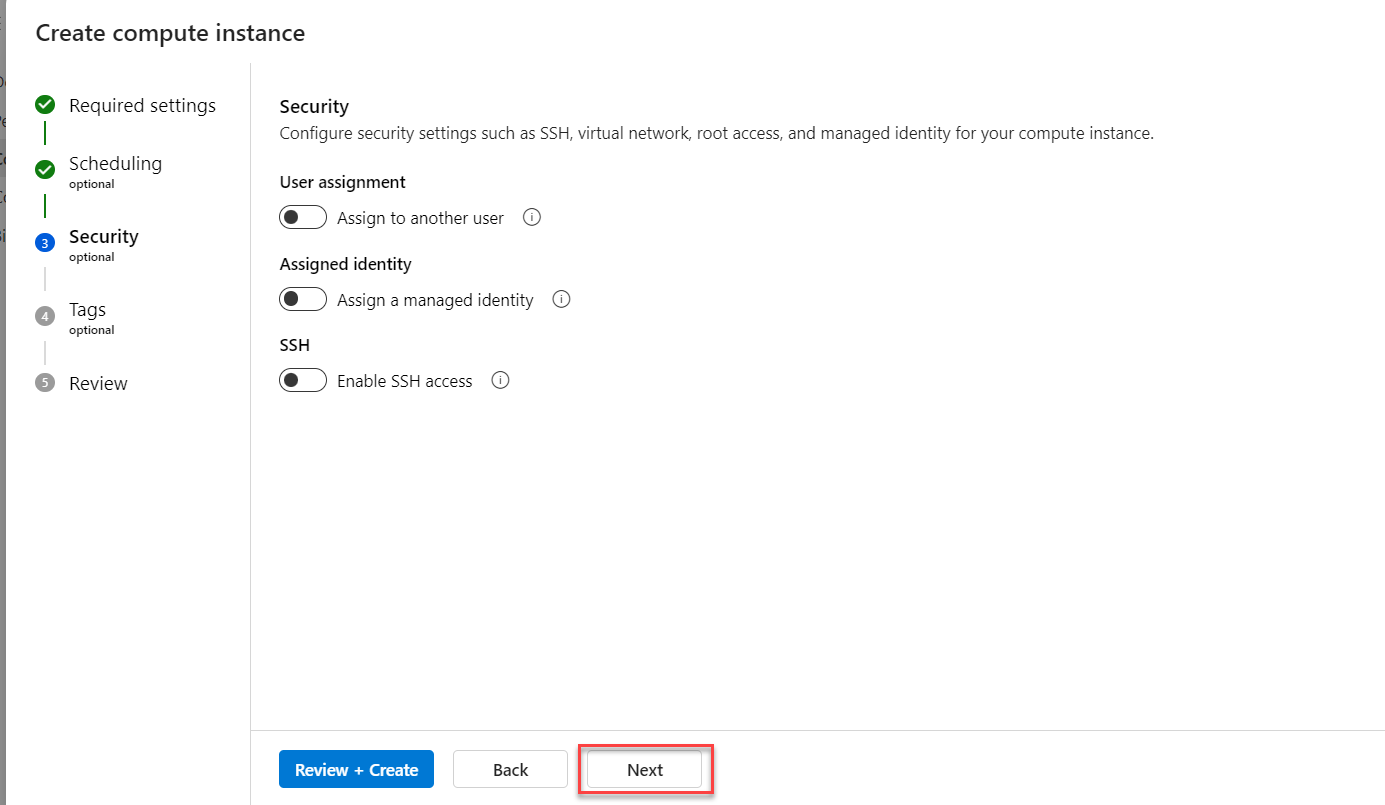 Create compute instance
Required settings
Scheduling
optional
3
Security
optional
4
Tags
optional
5
Review
Security
Configure security settings such as SSH, virtual network, root access, and managed identity for your compute instance.
User assignment
Assign to another user
Assigned identity
Assign a managed identity
SSH
Enable SSH access
Review + Create
Back
Next